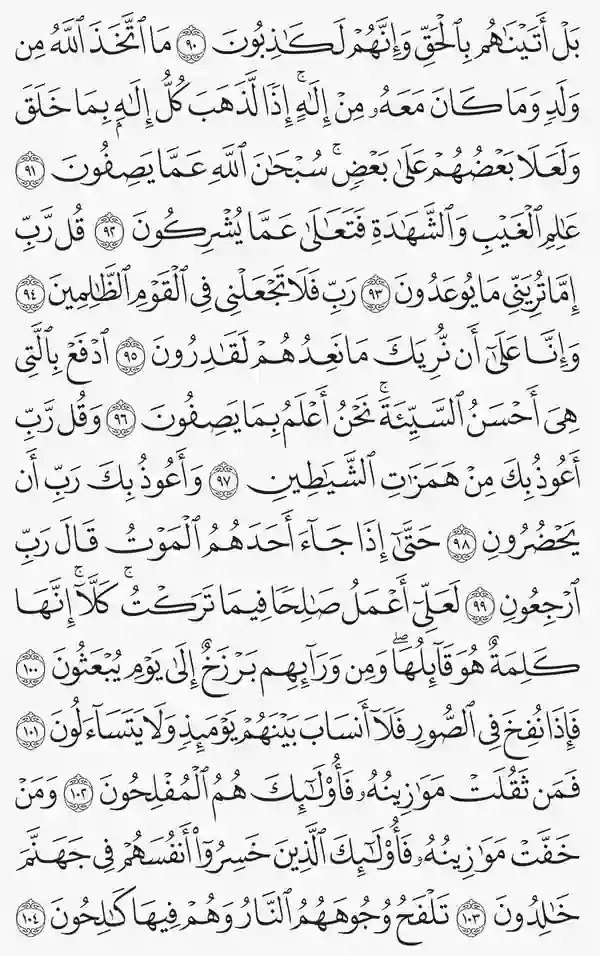 بَلْ أَتَيْنَٰهُم بِٱلْحَقِّ وَإِنَّهُمْ لَكَٰذِبُونَ ٩٠ مَا ٱتَّخَذَ ٱللَّهُ مِن
وَلَدٍ وَمَا كَانَ مَعَهُۥ مِنْ إِلَٰهٍ ۚ إِذًا لَّذَهَبَ كُلُّ إِلَٰهٍۭ بِمَا خَلَقَ
وَلَعَلَا بَعْضُهُمْ عَلَىٰ بَعْضٍ ۚ سُبْحَٰنَ ٱللَّهِ عَمَّا يَصِفُونَ ٩١
عَٰلِمِ ٱلْغَيْبِ وَٱلشَّهَٰدَةِ فَتَعَٰلَىٰ عَمَّا يُشْرِكُونَ ٩٢ قُل رَّبِّ
إِمَّا تُرِيَنِّى مَا يُوعَدُونَ ٩٣ رَبِّ فَلَا تَجْعَلْنِى فِى ٱلْقَوْمِ ٱلظَّٰلِمِينَ ٩٤
وَإِنَّا عَلَىٰٓ أَن نُّرِيَكَ مَا نَعِدُهُمْ لَقَٰدِرُونَ ٩٥ ٱدْفَعْ بِٱلَّتِى
هِىَ أَحْسَنُ ٱلسَّيِّئَةَ ۚ نَحْنُ أَعْلَمُ بِمَا يَصِفُونَ ٩٦ وَقُل رَّبِّ
أَعُوذُ بِكَ مِنْ هَمَزَٰتِ ٱلشَّيَٰطِينِ ٩٧ وَأَعُوذُ بِكَ رَبِّ أَن
يَحْضُرُونِ ٩٨ حَتَّىٰٓ إِذَا جَآءَ أَحَدَهُمُ ٱلْمَوْتُ قَالَ رَبِّ
ٱرْجِعُونِ ٩٩ لَعَلِّىٓ أَعْمَلُ صَٰلِحًا فِيمَا تَرَكْتُ ۚ كَلَّآ ۚ إِنَّهَا
كَلِمَةٌ هُوَ قَآئِلُهَا ۖ وَمِن وَرَآئِهِم بَرْزَخٌ إِلَىٰ يَوْمِ يُبْعَثُونَ ١٠٠
فَإِذَا نُفِخَ فِى ٱلصُّورِ فَلَآ أَنسَابَ بَيْنَهُمْ يَوْمَئِذٍ وَلَا يَتَسَآءَلُونَ ١٠١
فَمَن ثَقُلَتْ مَوَٰزِينُهُۥ فَأُو۟لَٰٓئِكَ هُمُ ٱلْمُفْلِحُونَ ١٠٢ وَمَنْ
خَفَّتْ مَوَٰزِينُهُۥ فَأُو۟لَٰٓئِكَ ٱلَّذِينَ خَسِرُوٓا۟ أَنفُسَهُمْ فِى جَهَنَّمَ
خَٰلِدُونَ ١٠٣ تَلْفَحُ وُجُوهَهُمُ ٱلنَّارُ وَهُمْ فِيهَا كَٰلِحُونَ ١٠٤